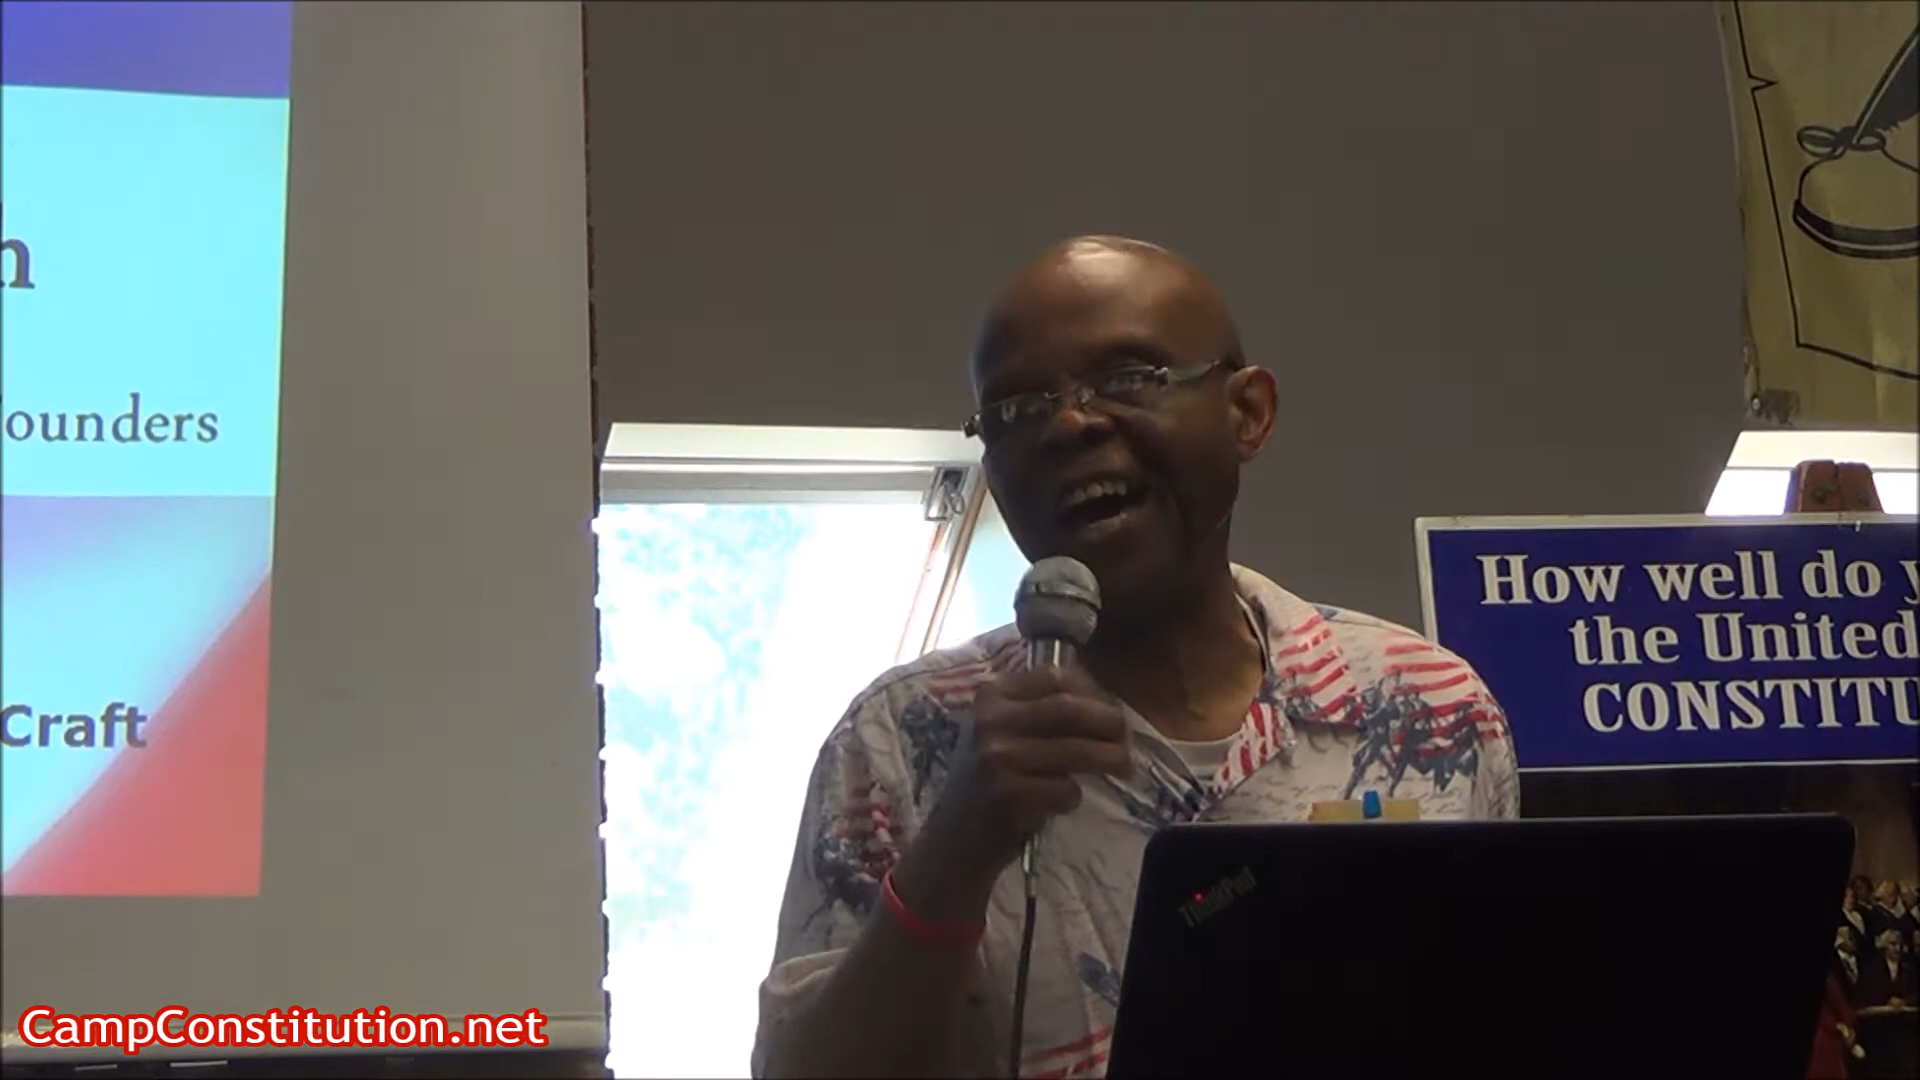 ounders
Craft
How well do
the United
CONSTITU
ThinkPad
CampConstitution.net